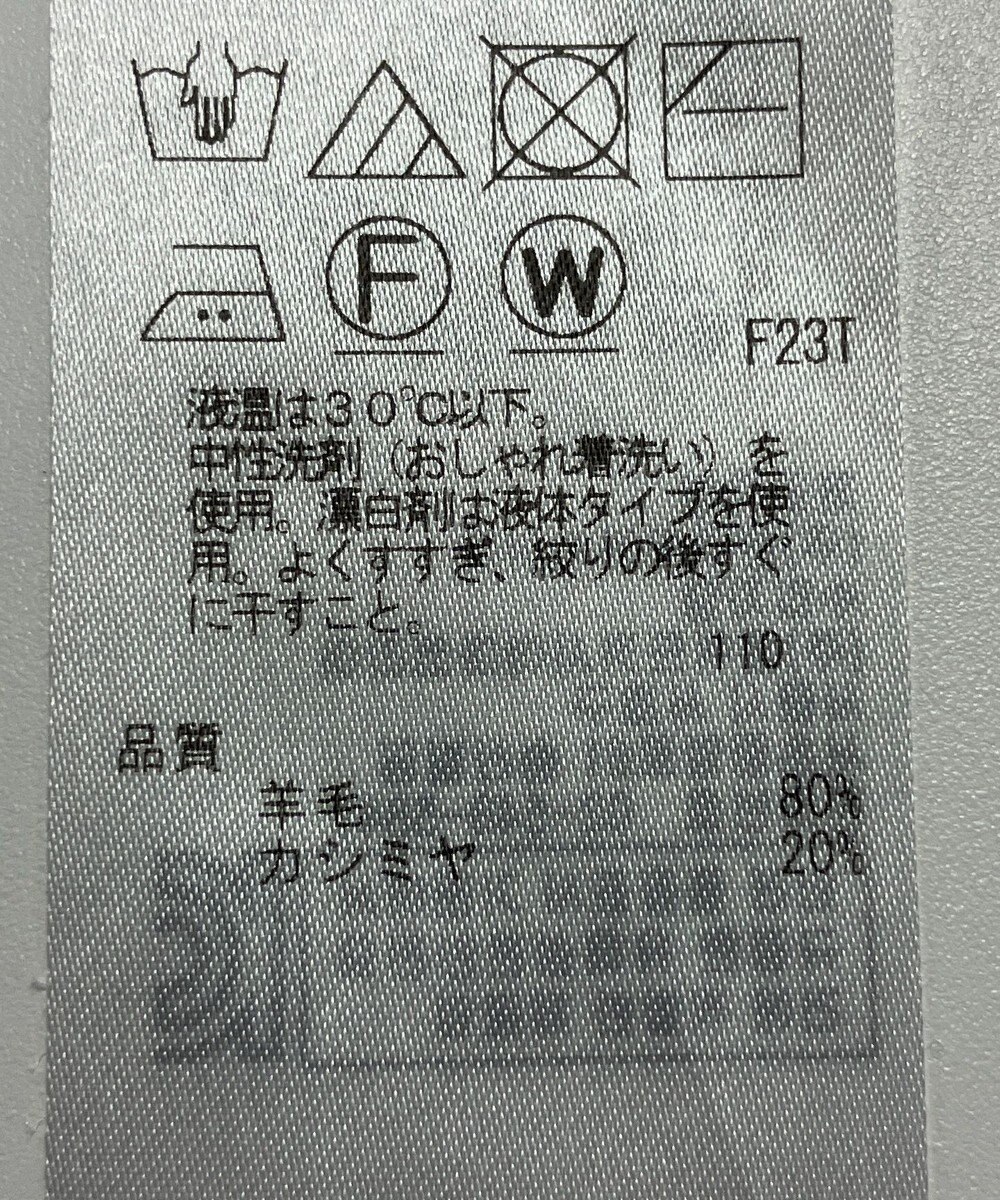 F
W
F23T
液温は30℃以下。
中性洗剤（おしゃれ着洗い）を
使用。漂白剤は液体タイプを使
用。よくすすぎ、絞りの後すぐ
に干すこと。
110
品質
羊毛 80%
カシミヤ 20%